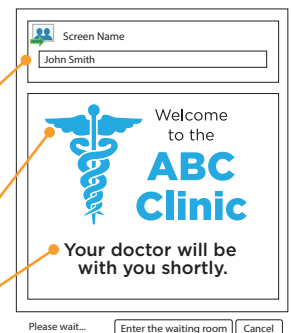 Screen Name
John Smith
Welcome
to the
ABC
Clinic
Your doctor will be
with you shortly.
Please wait...
Enter the waiting room
Cancel